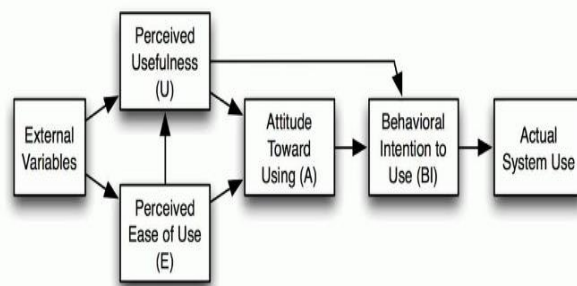 Perceived
Usefulness
(U)
External
Variables
Perceived
Ease of Use
(E)
Attitude
Toward
Using (A)
Behavioral
Intention to
Use (BI)
Actual
System Use